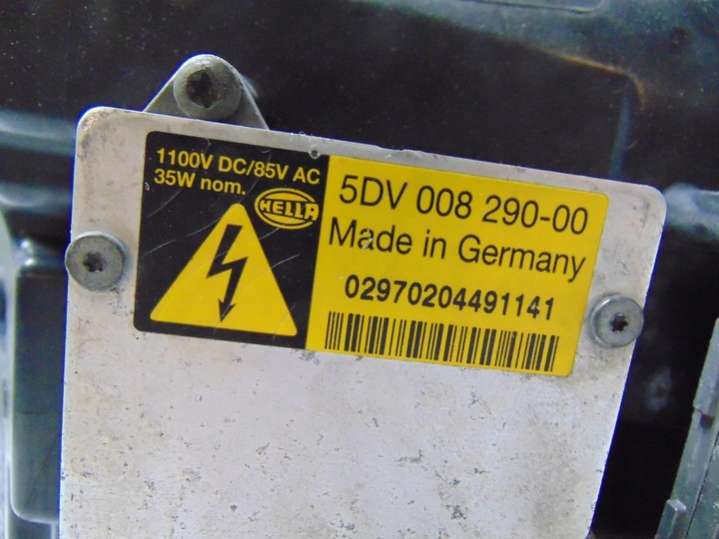 1100V DC/85V AC
35W nom.
HELLA
5DV 008 290-00
Made in Germany
02970204491141